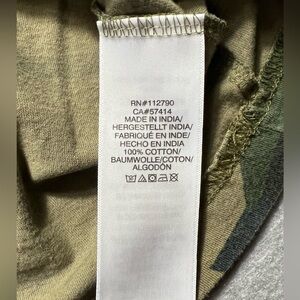 RN#112790
CA#57414
MADE IN INDIA/
HERGESTELLT INDIA/
FABRIQUÉ EN INDE/
HECHO EN INDIA
100% COTTON/
BAUMWOLLE/COTON/
ALGODÓN